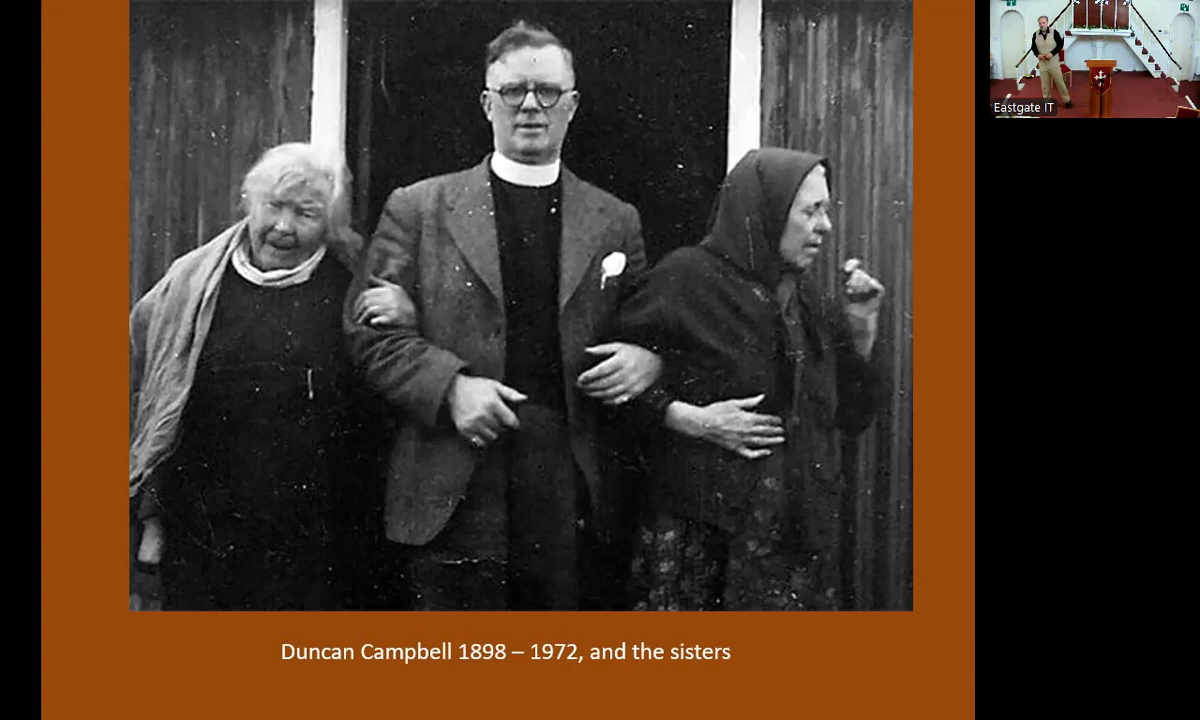 Eastgate IT
Duncan Campbell 1898 – 1972, and the sisters